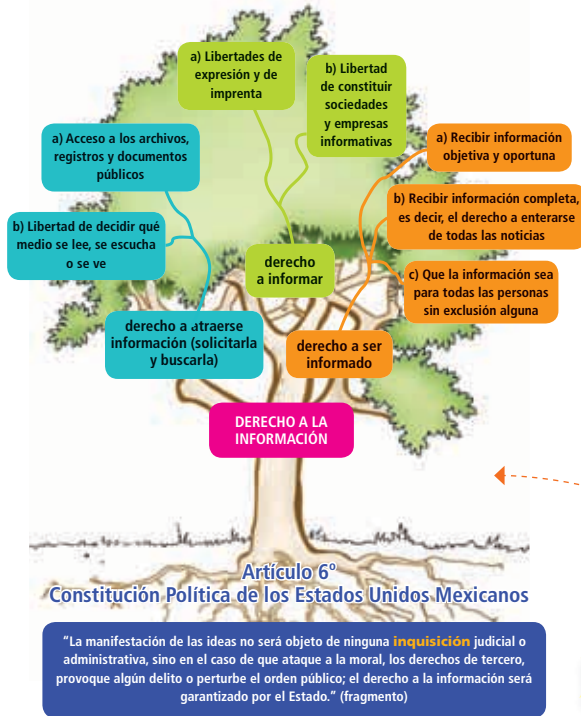 a) Libertades de
expresión y de
imprenta
b) Libertad
de constituir
sociedades
y empresas
informativas
a) Acceso a los archivos,
registros y documentos
públicos
a) Recibir información
objetiva y oportuna
b) Libertad de decidir qué
medio se lee, se escucha
o se ve
b) Recibir información completa,
es decir, el derecho a enterarse
de todas las noticias
derecho
a informar
c) Que la información sea
para todas las personas
sin exclusión alguna
derecho a atraerse
información (solicitarla
y buscarla)
derecho a ser
informado
DERECHO A LA
INFORMACIÓN
Artículo 6º
Constitución Política de los Estados Unidos Mexicanos
“La manifestación de las ideas no será objeto de ninguna inquisición judicial o
administrativa, sino en el caso de que ataque a la moral, los derechos de tercero,
provoque algún delito o perturbe el orden público; el derecho a la información será
garantizado por el Estado.” (fragmento)